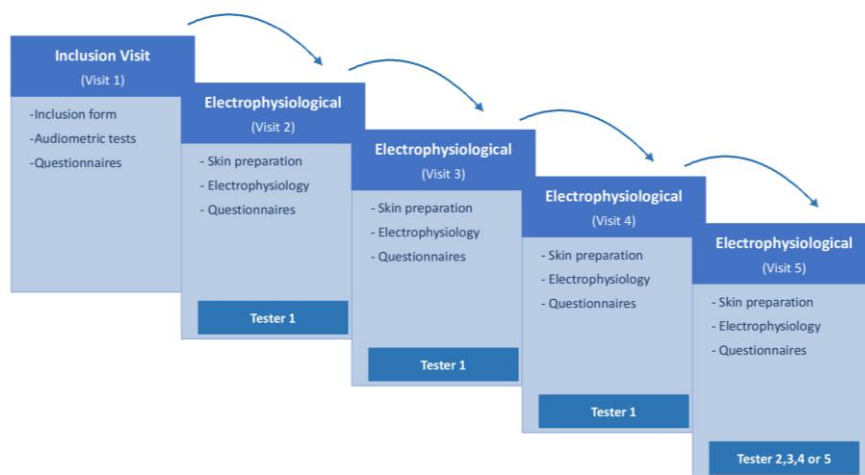 Inclusion Visit
(Visit 1)
-Inclusion form
-Audiometric tests
-Questionnaires
Electrophysiological
(Visit 2)
- Skin preparation
- Electrophysiology
- Questionnaires
Tester 1
Electrophysiological
(Visit 3)
- Skin preparation
- Electrophysiology
- Questionnaires
Tester 1
Electrophysiological
(Visit 4)
- Skin preparation
- Electrophysiology
- Questionnaires
Tester 1
Electrophysiological
(Visit 5)
- Skin preparation
- Electrophysiology
- Questionnaires
Tester 2,3,4 or 5